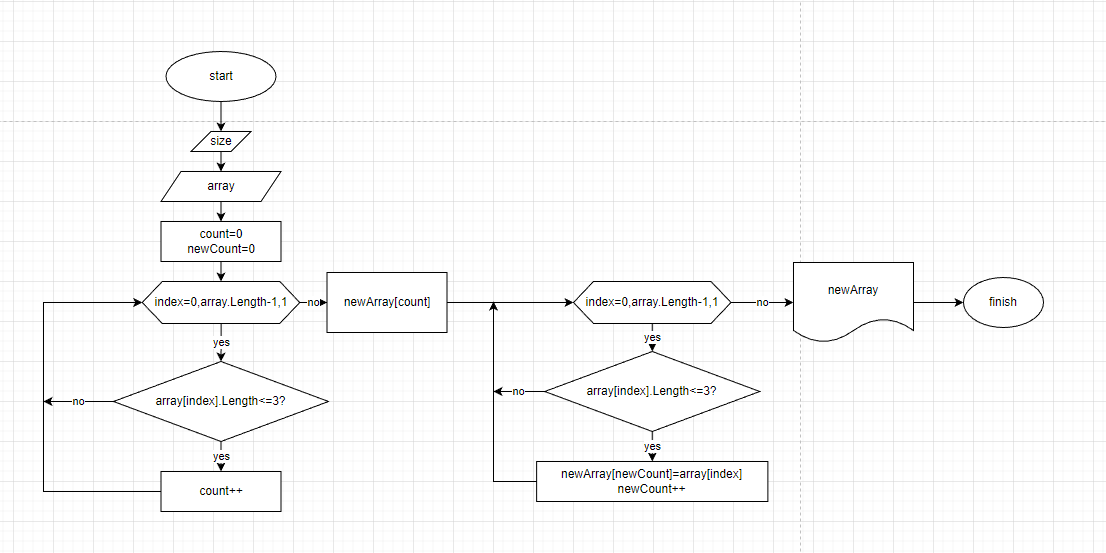 start
size
array
count=0
newCount=0
index=0,array.Length-1,1
no
newArray[count]
yes
array[index].Length<=3?
no
yes
count++
index=0,array.Length-1,1
no
yes
array[index].Length<=3?
no
yes
newArray[newCount]=array[index]
newCount++
newArray
finish